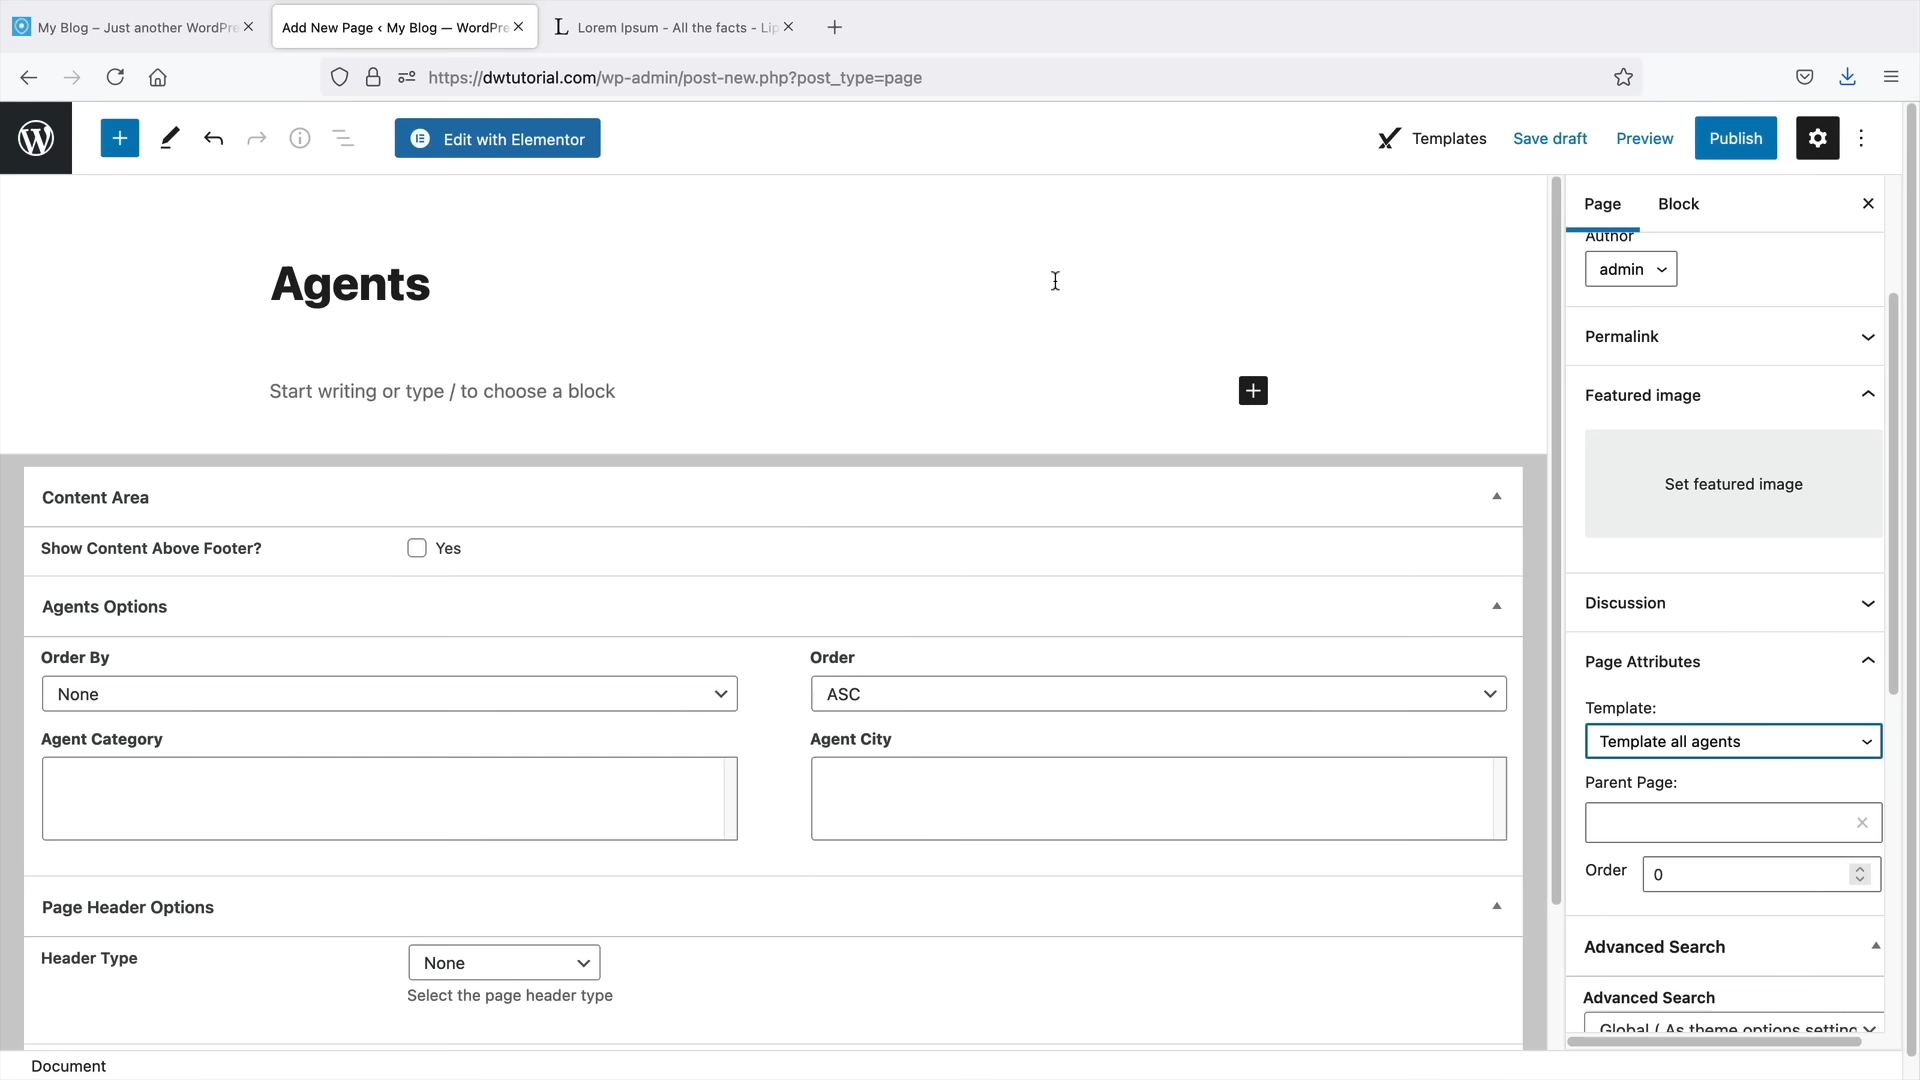 My Blog – Just another WordPre
Add New Page ‹ My Blog — WordPre
Lorem Ipsum - All the facts - Lip
https://dwtutorial.com/wp-admin/post-new.php?post_type=page
Edit with Elementor
Templates
Save draft
Preview
Publish
Page
Block
Agents
Start writing or type / to choose a block
Content Area
Show Content Above Footer?
Yes
Agents Options
Order By
Order
None
ASC
Agent Category
Agent City
Page Header Options
Header Type
None
Select the page header type
Author
admin
Permalink
Featured image
Set featured image
Discussion
Page Attributes
Template:
Template all agents
Parent Page:
Order
0
Advanced Search
Advanced Search
Global ( As theme options setting
Document